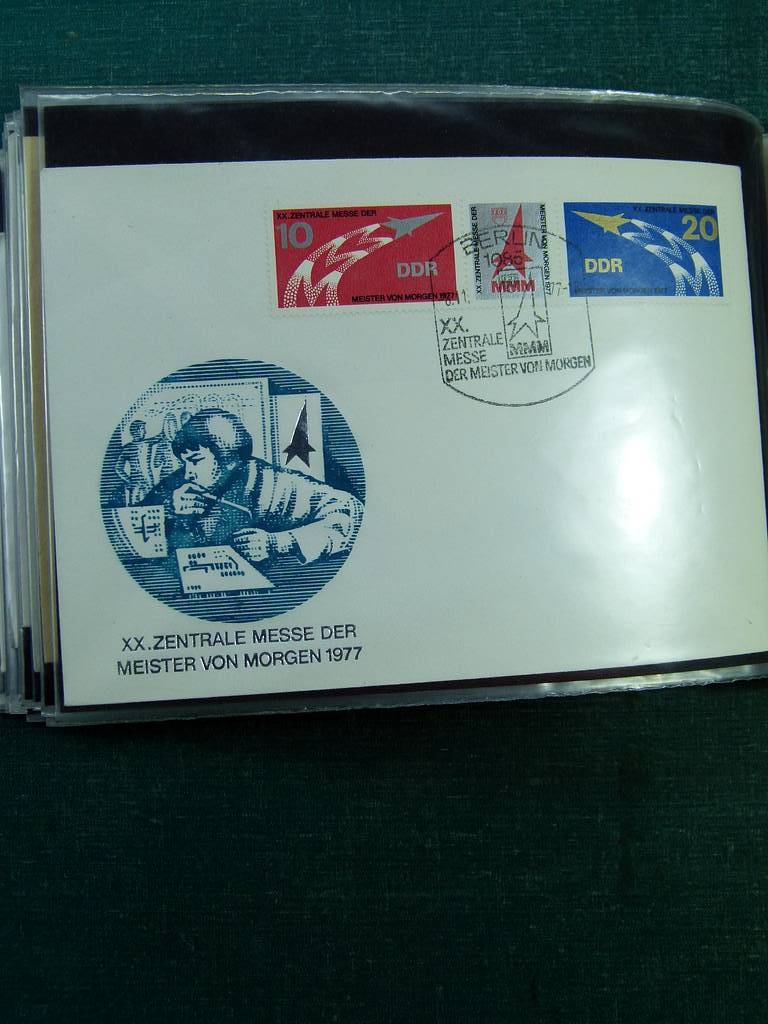 XX. ZENTRALE MESSE DER
10
DDR
MEISTER VON MORGEN 1977
XX. ZENTRALE MESSE DER
MEISTER VON MORGEN 1977
MMM
XX. ZENTRALE MESSE DER
20
DDR
MEISTER VON MORGEN 1977
BERLIN
1085
XX.
ZENTRALE
MESSE
MMM
DER MEISTER VON MORGEN
XX. ZENTRALE MESSE DER
MEISTER VON MORGEN 1977